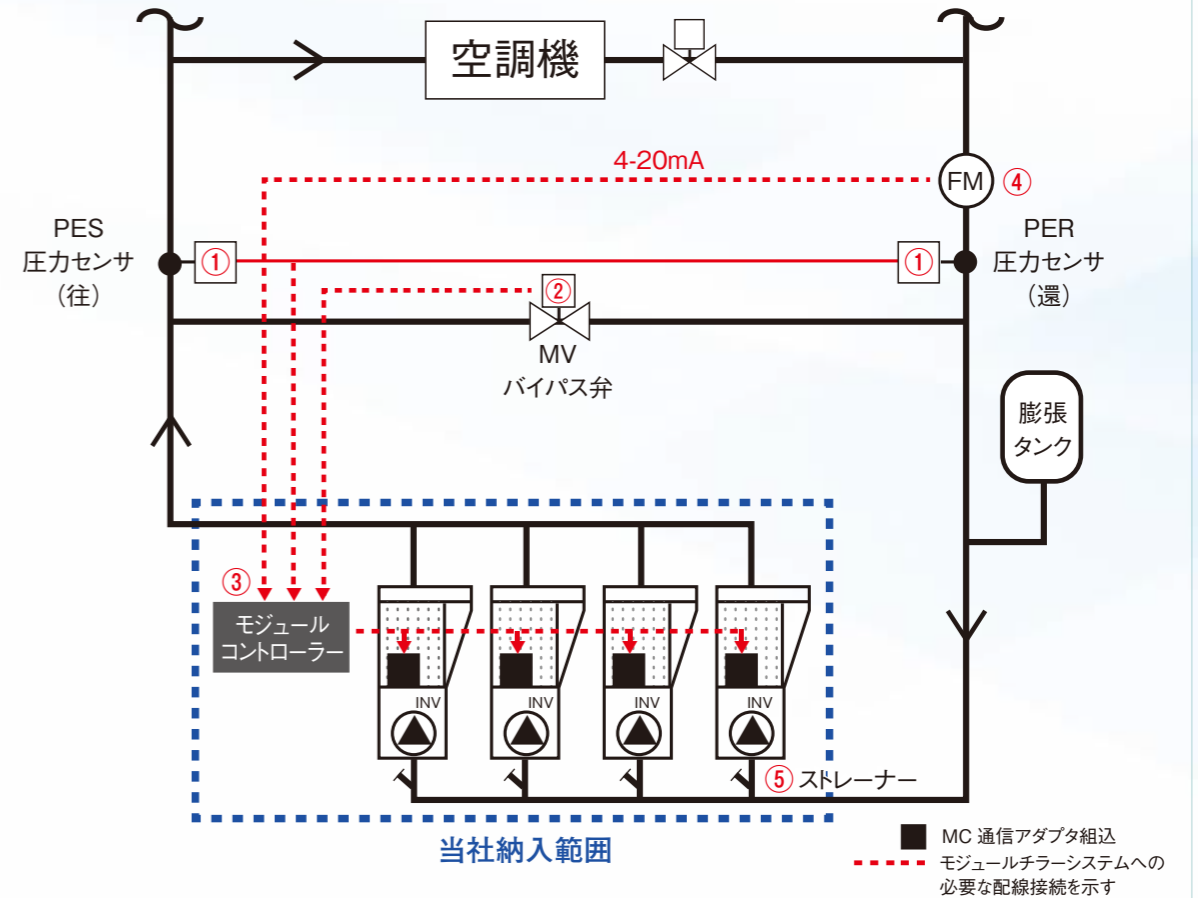 空調機
4-20mA
FM
④
PES
圧力センサ
（往）
①
①
PER
圧力センサ
（還）
②
MV
バイパス弁
膨張
タンク
③
モジュール
コントローラー
INV
INV
INV
INV
⑤ ストレーナー
当社納入範囲
MC 通信アダプタ組込
モジュールチラーシステムへの
必要な配線接続を示す